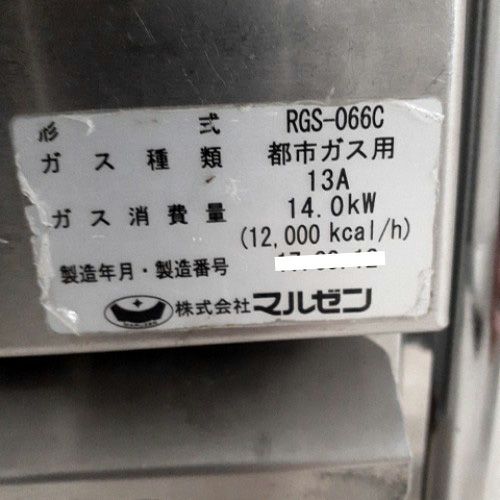 形式 RGS-066C
ガス種類 都市ガス用
13A
ガス消費量 14.0kW
(12,000 kcal/h)
製造年月・製造番号
株式会社マルゼン